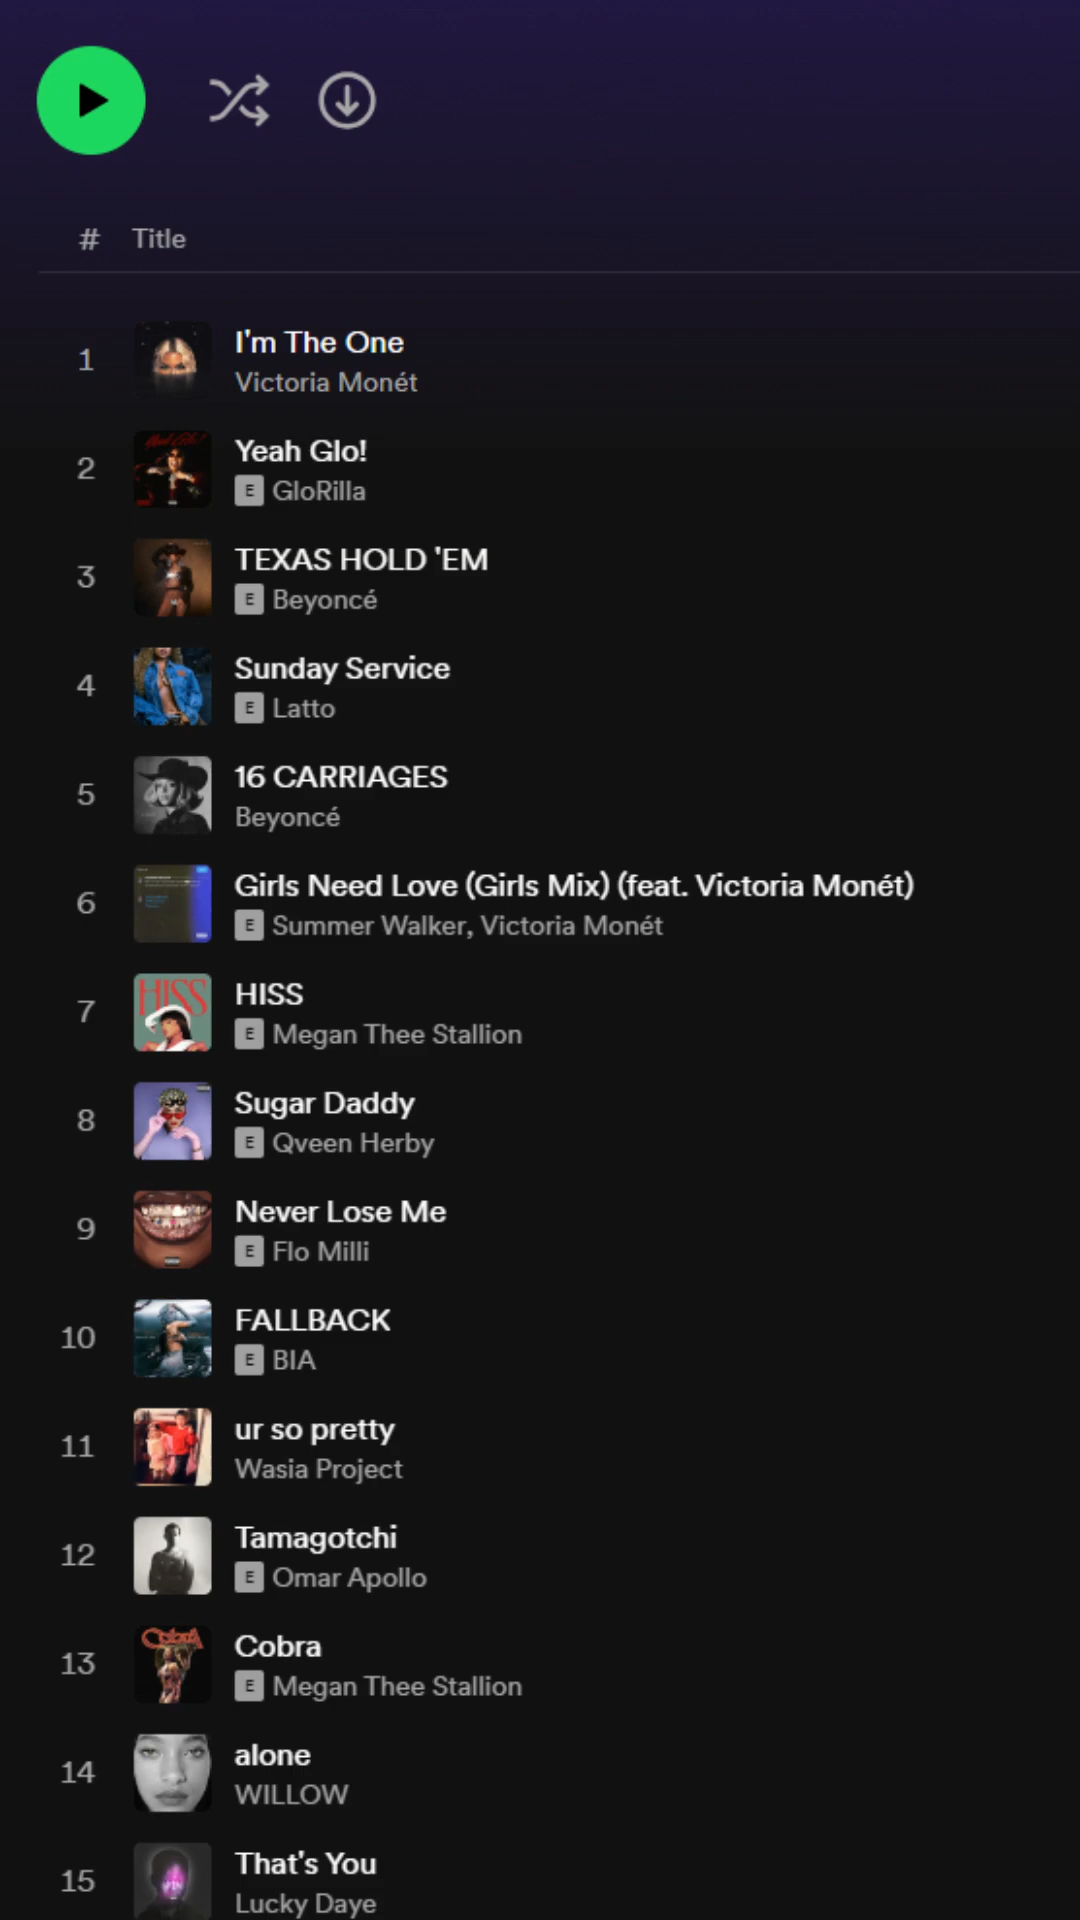 # Title
1
I'm The One
Victoria Monét
2
Yeah Glo!
E GloRilla
3
TEXAS HOLD 'EM
E Beyoncé
4
Sunday Service
E Latto
5
16 CARRIAGES
Beyoncé
6
Girls Need Love (Girls Mix) (feat. Victoria Monét)
E Summer Walker, Victoria Monét
7
HISS
HISS
E Megan Thee Stallion
8
Sugar Daddy
E Qveen Herby
9
Never Lose Me
E Flo Milli
10
FALLBACK
E BIA
11
ur so pretty
Wasia Project
12
Tamagotchi
E Omar Apollo
13
Cobra
Cobra
E Megan Thee Stallion
14
alone
WILLOW
15
That's You
Lucky Daye